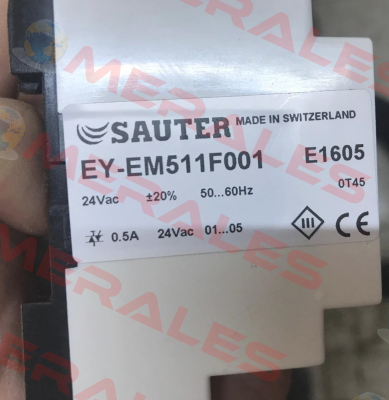 MERALES
SAUTER MADE IN SWITZERLAND
EY-EM511F001 E1605
24Vac ±20% 50...60Hz 0T45
0.5A 24Vac 01...05
III
MERALES